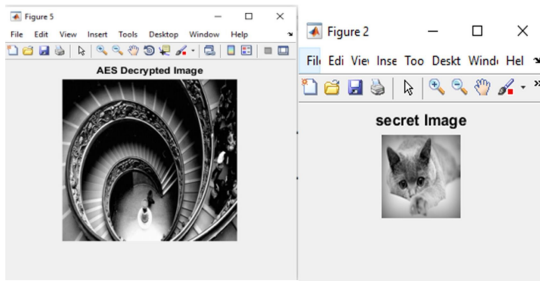 Figure 5
File Edit View Insert Tools Desktop Window Help
AES Decrypted Image
Figure 2
Fil Edi Viev Inse Too Deskt Wind Hel
secret Image